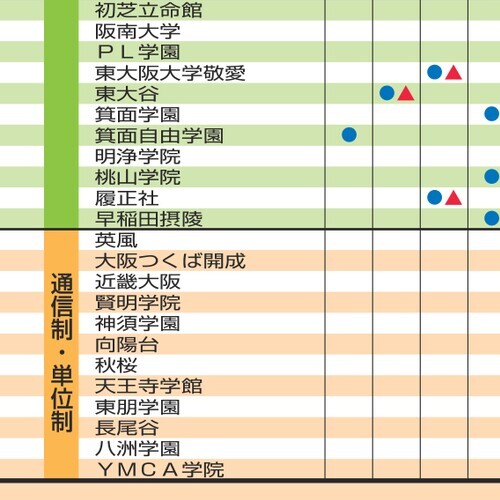 初芝立命館
阪南大学
ＰＬ学園
東大阪大学敬愛
東大谷
箕面学園
箕面自由学園
明浄学院
桃山学院
履正社
早稲田摂陵
通信制・単位制
英風
大阪つくば開成
近畿大阪
賢明学院
神須学園
向陽台
秋桜
天王寺学館
東朋学園
長尾谷
八洲学園
ＹＭＣＡ学院